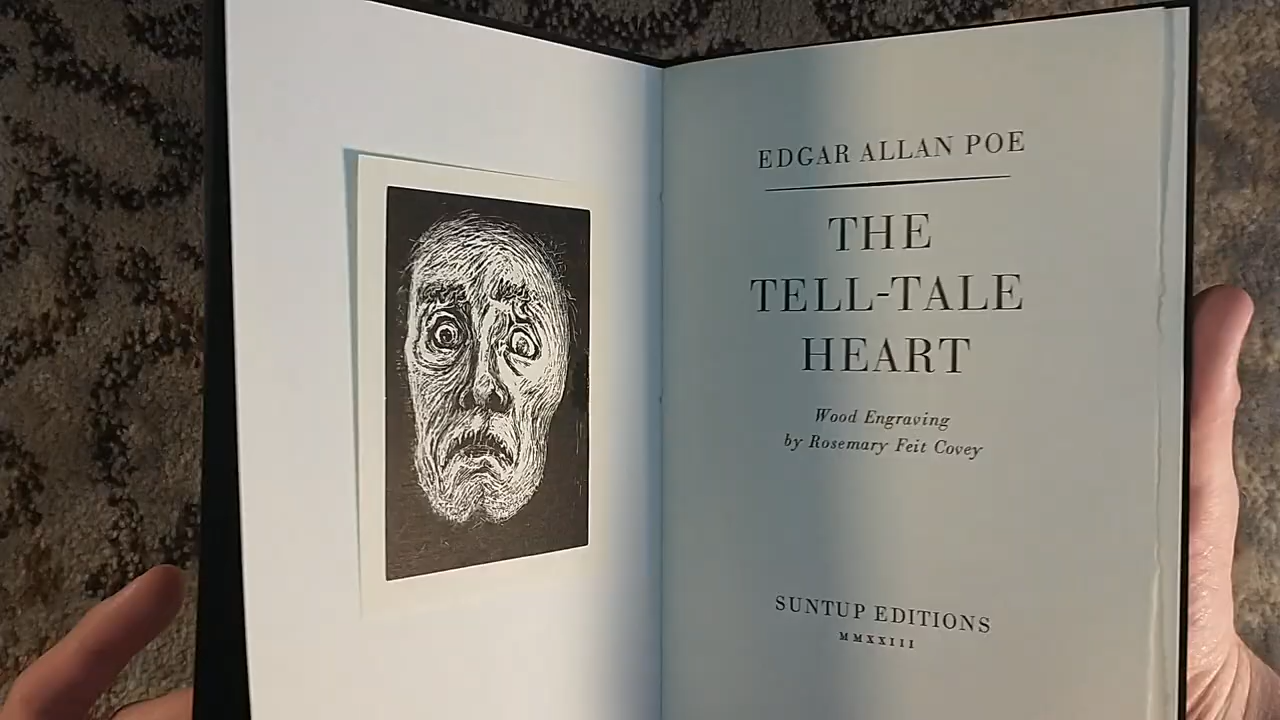 EDGAR ALLAN POE
THE
TELL-TALE
HEART
Wood Engraving
by Rosemary Feit Covey
SUNTUP EDITIONS
MMXXIII